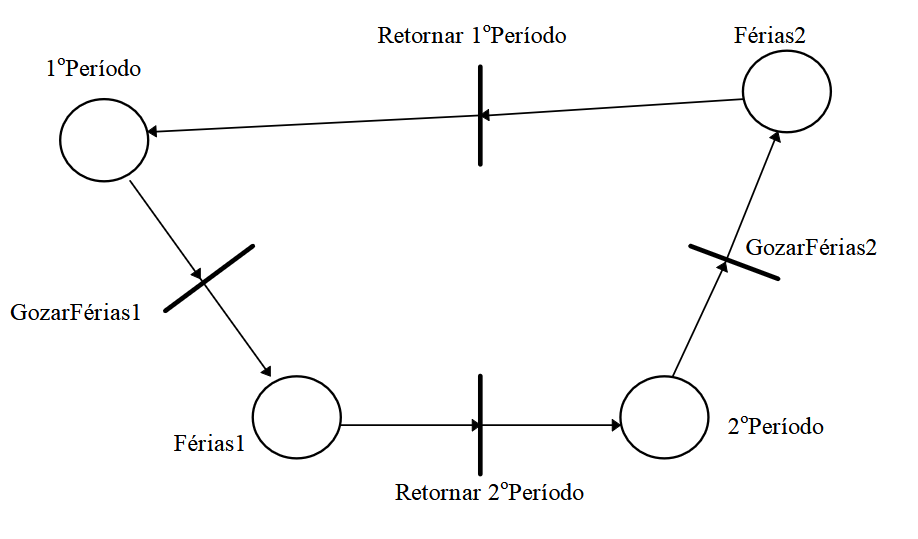 Retornar 1ºPeríodo
Férias2
1ºPeríodo
GozarFérias2
GozarFérias1
2ºPeríodo
Férias1
Retornar 2ºPeríodo